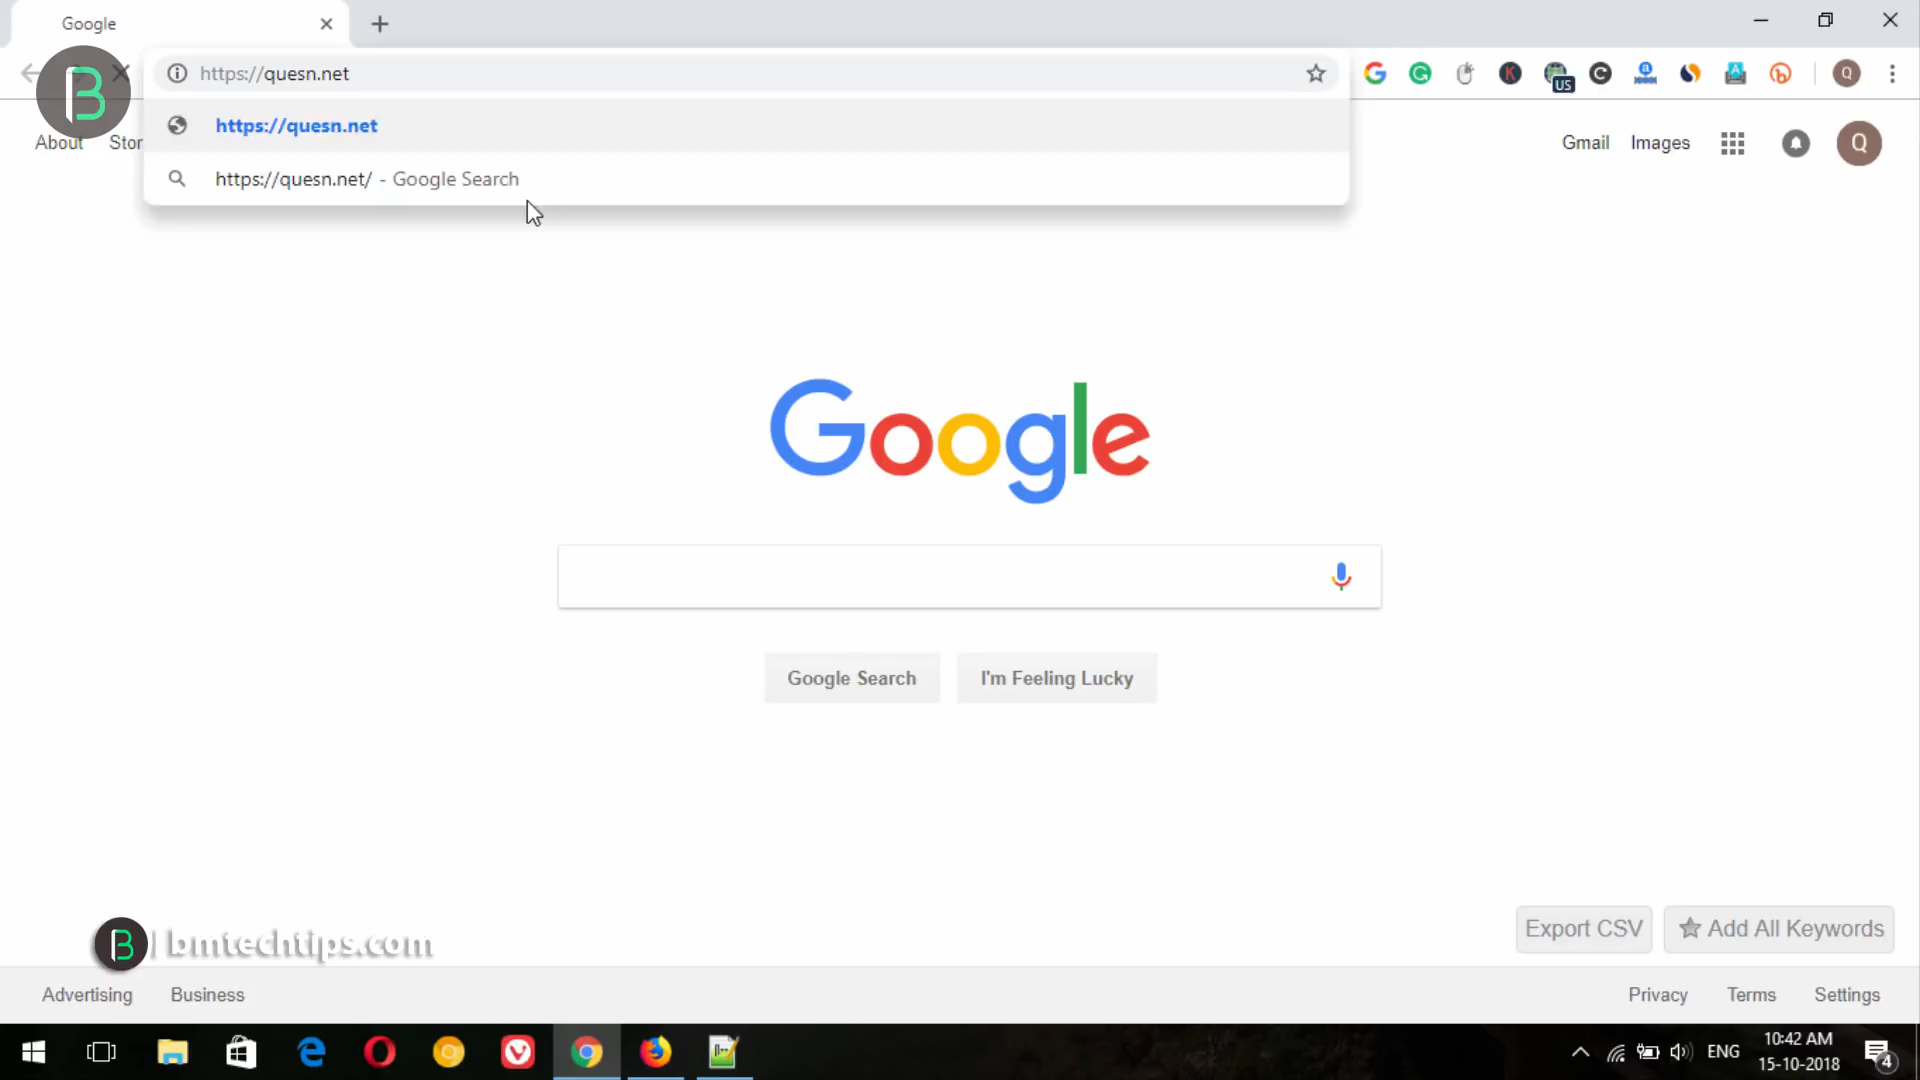 Google
https://quesn.net
https://quesn.net
https://quesn.net/ - Google Search
US
a
K
Q
About
Stor
Gmail
Images
Q
Google
Google Search
I'm Feeling Lucky
Export CSV
Add All Keywords
bmtechtips.com
Advertising
Business
Privacy
Terms
Settings
ENG
10:42 AM
15-10-2018
4